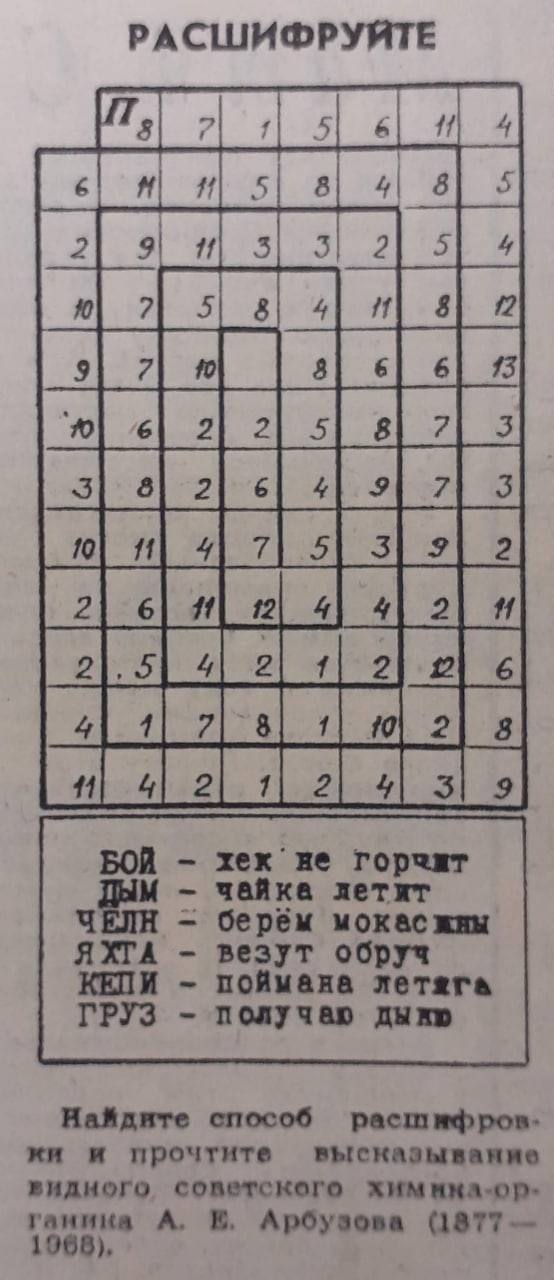 РАСШИФРУЙТЕ
П 8 7 1 5 6 11 4
6 11 11 5 8 4 8 5
2 9 11 3 3 2 5 4
10 7 5 8 4 11 8 12
9 7 10 8 6 6 13
10 6 2 2 5 8 7 3
3 8 2 6 4 9 7 3
10 11 4 7 5 3 9 2
2 6 11 12 4 4 2 11
2 5 4 2 1 2 12 6
4 1 7 8 1 10 2 8
11 4 2 1 2 4 3 9
БОЙ – хек не горчит
ДЫМ – чайка летит
ЧЁЛН – берём мокасины
ЯХТА – везут обруч
КЕПИ – поймана летяга
ГРУЗ – получаю дыню
Найдите способ расшифров-
ки и прочтите высказывание
видного советского химика-ор-
ганика А. Е. Арбузова (1877—
1968).